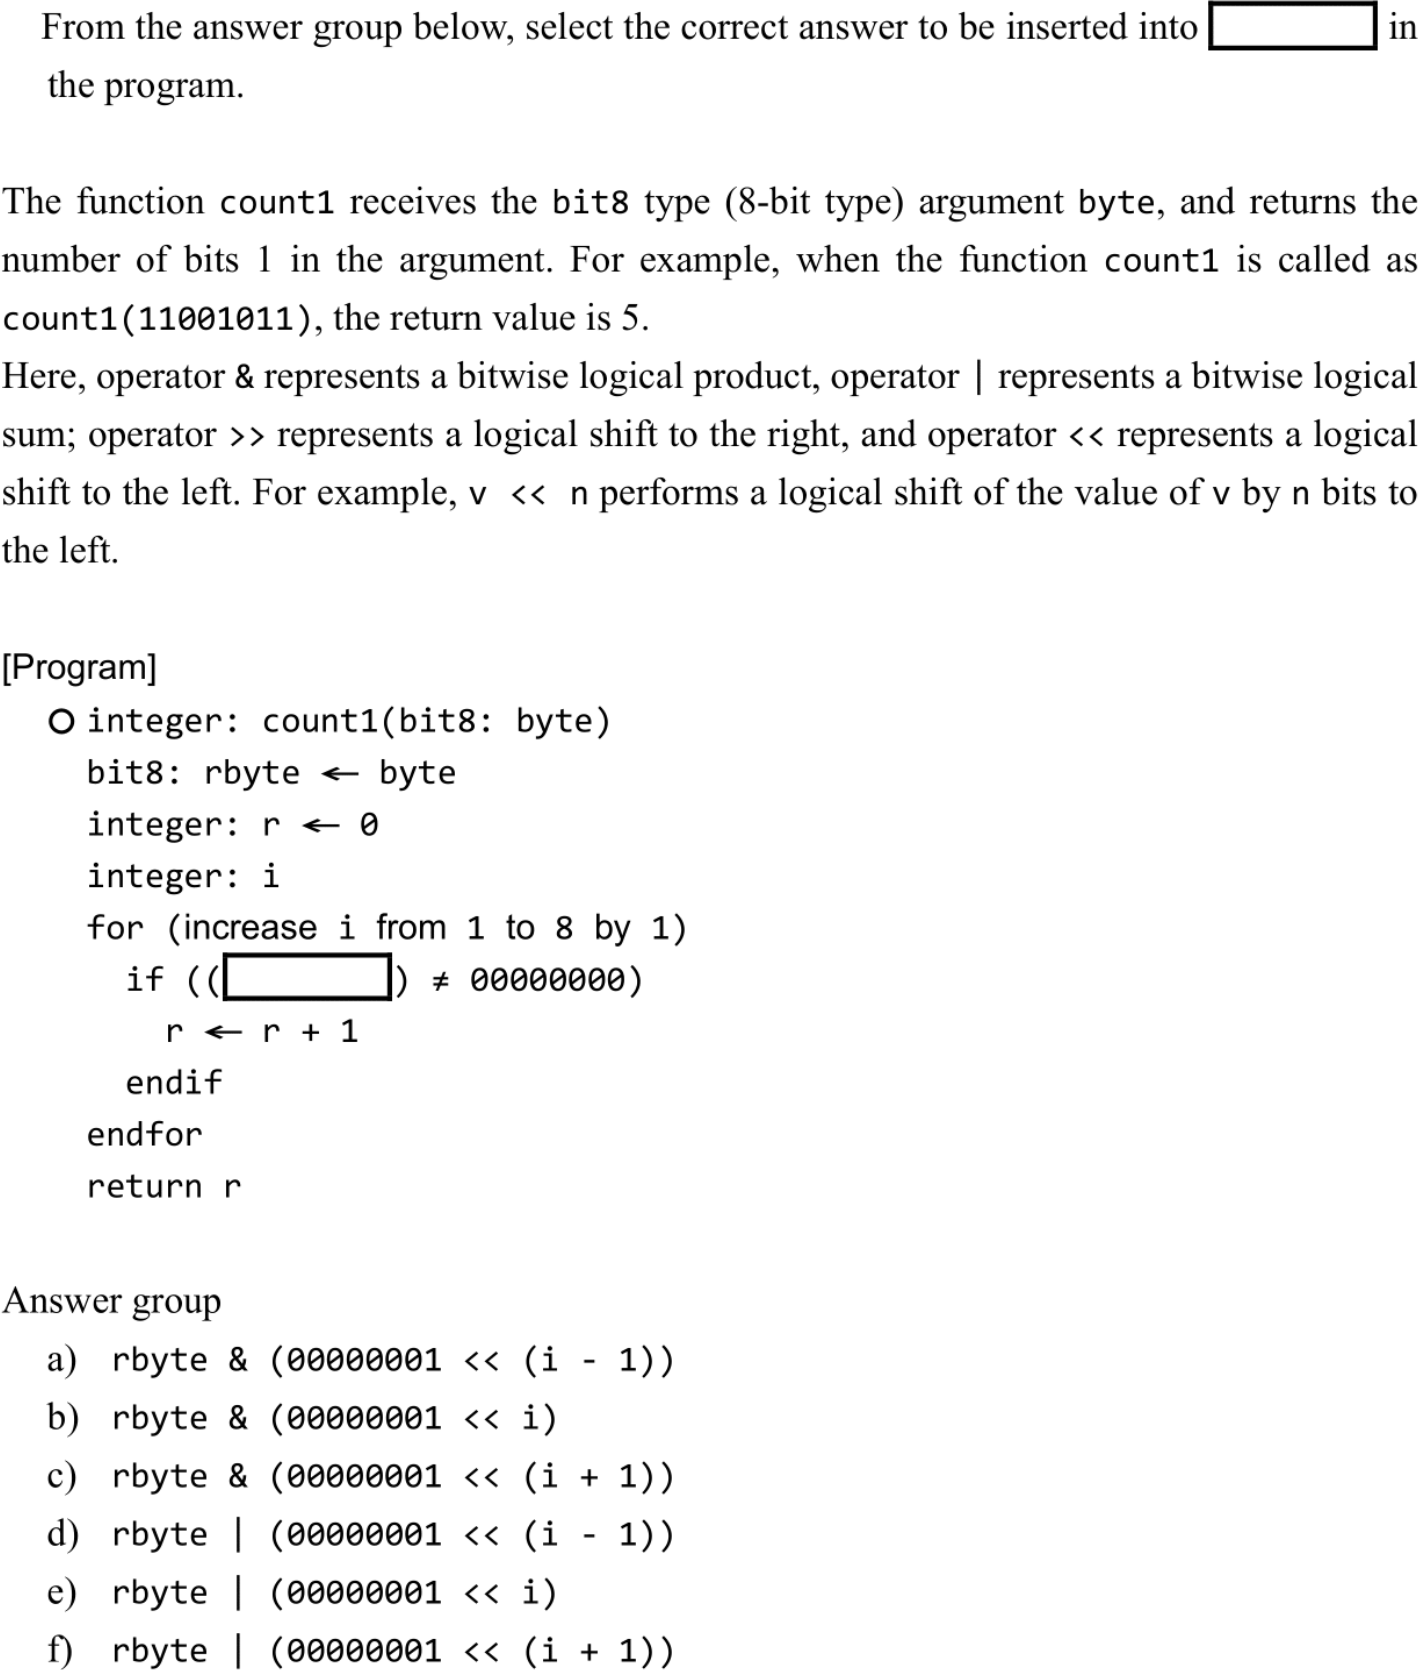 From the answer group below, select the correct answer to be inserted into in
the program.
The function count1 receives the bit8 type (8-bit type) argument byte, and returns the
number of bits 1 in the argument. For example, when the function count1 is called as
count1(11001011), the return value is 5.
Here, operator & represents a bitwise logical product, operator | represents a bitwise logical
sum; operator >> represents a logical shift to the right, and operator << represents a logical
shift to the left. For example, v << n performs a logical shift of the value of v by n bits to
the left.
[Program]
○ integer: count1(bit8: byte)
bit8: rbyte ← byte
integer: r ← 0
integer: i
for (increase i from 1 to 8 by 1)
if (( ) ≠ 00000000)
r ← r + 1
endif
endfor
return r
Answer group
a) rbyte & (00000001 << (i - 1))
b) rbyte & (00000001 << i)
c) rbyte & (00000001 << (i + 1))
d) rbyte | (00000001 << (i - 1))
e) rbyte | (00000001 << i)
f) rbyte | (00000001 << (i + 1))